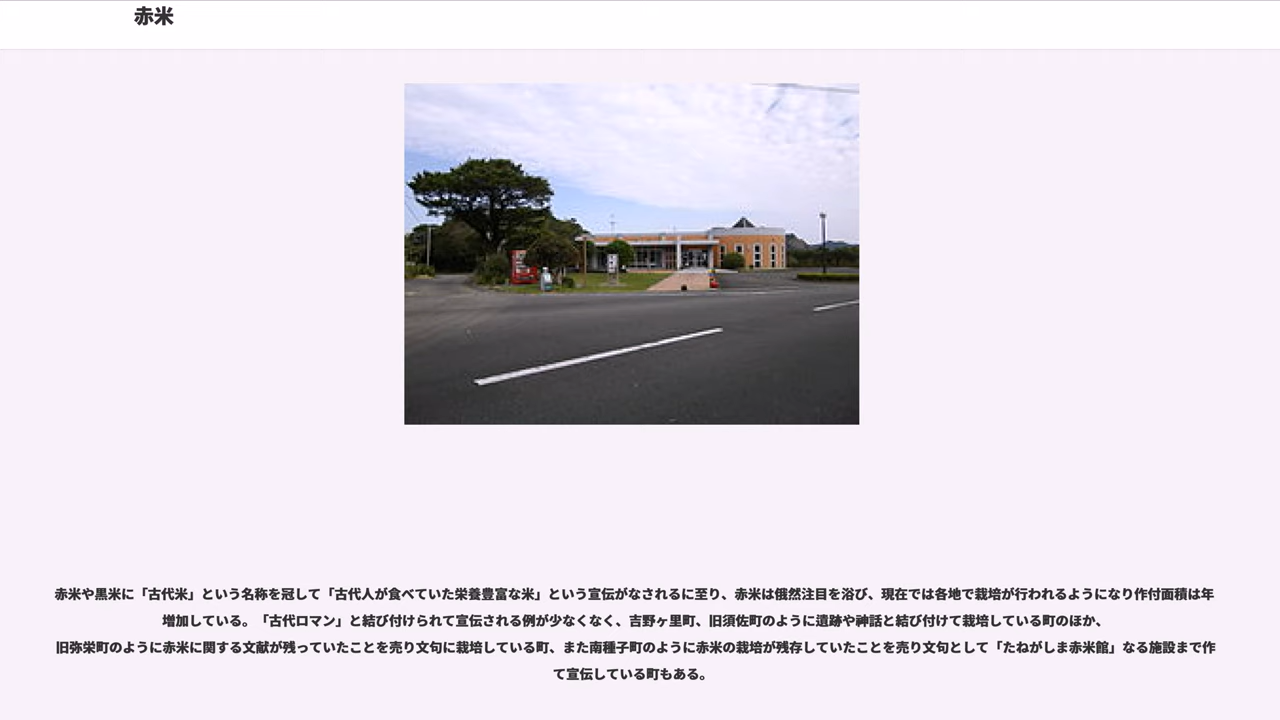 赤米
赤米や黒米に「古代米」という名称を冠して「古代人が食べていた栄養豊富な米」という宣伝がなされるに至り、赤米は俄然注目を浴び、現在では各地で栽培が行われるようになり作付面積は年
増加している。「古代ロマン」と結び付けられて宣伝される例が少なくなく、吉野ヶ里町、旧須佐町のように遺跡や神話と結び付けて栽培している町のほか、
旧弥栄町のように赤米に関する文献が残っていたことを売り文句に栽培している町、また南種子町のように赤米の栽培が残存していたことを売り文句として「たねがしま赤米館」なる施設まで作
て宣伝している町もある。